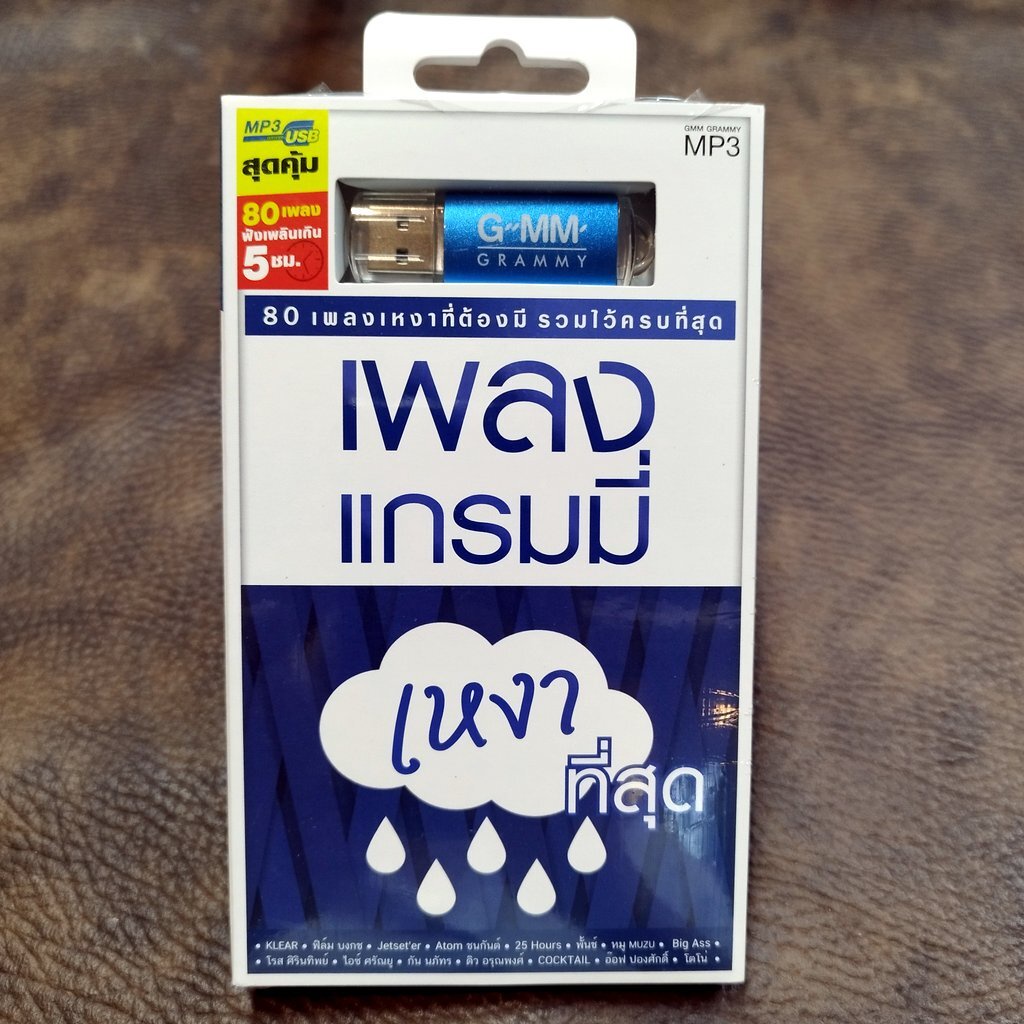 MP3
USB
สุดคุ้ม
80 เพลง
ฟังเพลินเกิน
5 ชม.
GMM GRAMMY
MP3
G"MM'
GRAMMY
80 เพลงเหงาที่ต้องมี รวมไว้ครบที่สุด
เพลง
แกรมมี่
เหงา
ที่สุด
• KLEAR • ฟิล์ม บงกช • Jetset'er • Atom ชนกันต์ • 25 Hours • พั้นช์ • หมู MUZU • Big Ass •
• โรส ศิรินทิพย์ • ไอซ์ ศรัณยู • กัน นภัทร • ติว อรุณพงศ์ • COCKTAIL • อ๊อฟ ปองศักดิ์ • โตโน่ •